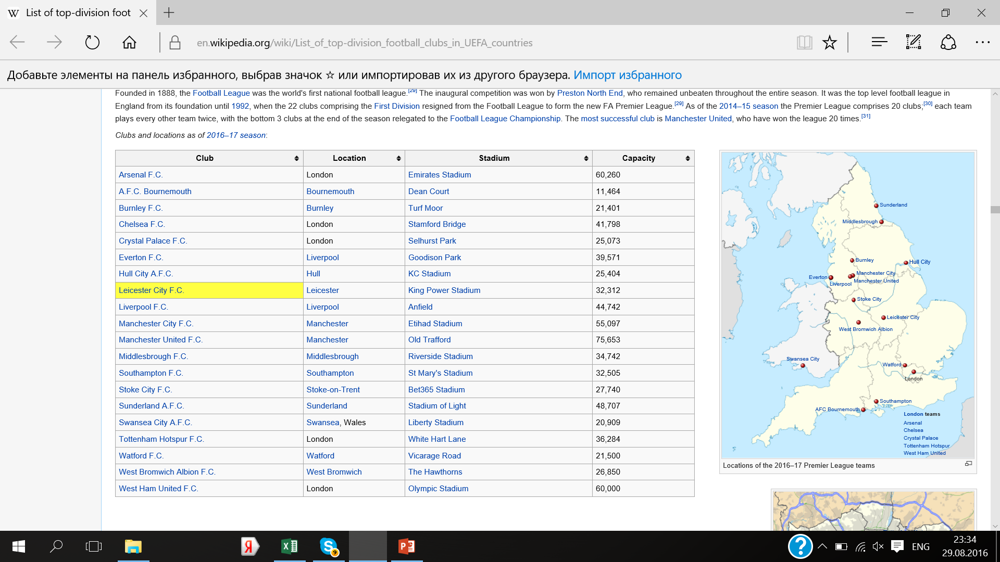 W List of top-division foot
en.wikipedia.org/wiki/List_of_top-division_football_clubs_in_UEFA_countries
Добавьте элементы на панель избранного, выбрав значок ☆ или импортировав их из другого браузера. Импорт избранного
Founded in 1888, the Football League was the world's first national football league.[29] The inaugural competition was won by Preston North End, who remained unbeaten throughout the entire season. It was the top level football league in
England from its foundation until 1992, when the 22 clubs comprising the First Division resigned from the Football League to form the new FA Premier League.[29] As of the 2014–15 season the Premier League comprises 20 clubs;[30] each team
plays every other team twice, with the bottom 3 clubs at the end of the season relegated to the Football League Championship. The most successful club is Manchester United, who have won the league 20 times.[31]
Clubs and locations as of 2016–17 season:
Club Location Stadium Capacity
Arsenal F.C. London Emirates Stadium 60,260
A.F.C. Bournemouth Bournemouth Dean Court 11,464
Burnley F.C. Burnley Turf Moor 21,401
Chelsea F.C. London Stamford Bridge 41,798
Crystal Palace F.C. London Selhurst Park 25,073
Everton F.C. Liverpool Goodison Park 39,571
Hull City A.F.C. Hull KC Stadium 25,404
Leicester City F.C. Leicester King Power Stadium 32,312
Liverpool F.C. Liverpool Anfield 44,742
Manchester City F.C. Manchester Etihad Stadium 55,097
Manchester United F.C. Manchester Old Trafford 75,653
Middlesbrough F.C. Middlesbrough Riverside Stadium 34,742
Southampton F.C. Southampton St Mary's Stadium 32,505
Stoke City F.C. Stoke-on-Trent Bet365 Stadium 27,740
Sunderland A.F.C. Sunderland Stadium of Light 48,707
Swansea City A.F.C. Swansea, Wales Liberty Stadium 20,909
Tottenham Hotspur F.C. London White Hart Lane 36,284
Watford F.C. Watford Vicarage Road 21,500
West Bromwich Albion F.C. West Bromwich The Hawthorns 26,850
West Ham United F.C. London Olympic Stadium 60,000
Sunderland
Middlesbrough
Burnley
Hull City
Manchester City
Everton
Manchester United
Liverpool
Stoke City
Leicester City
West Bromwich Albion
Swansea City
Watford
London
Southampton
AFC Bournemouth
London teams
Arsenal
Chelsea
Crystal Palace
Tottenham Hotspur
West Ham United
Locations of the 2016–17 Premier League teams
Я
X
S 9
P
?
ENG
23:34
29.08.2016